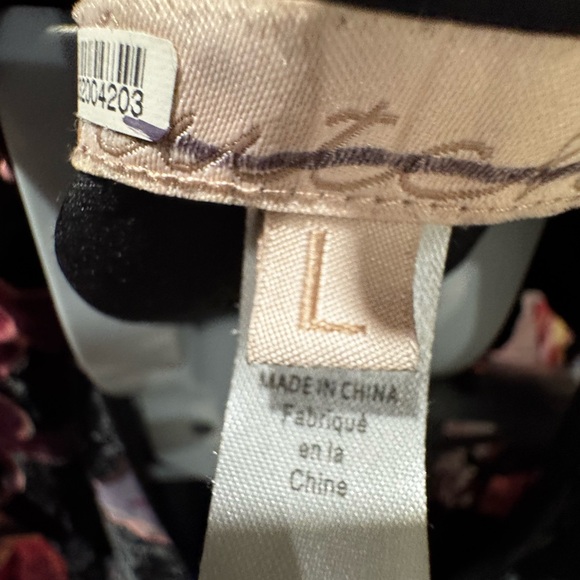 2004203
L
MADE IN CHINA
Fabriqué
en la
Chine